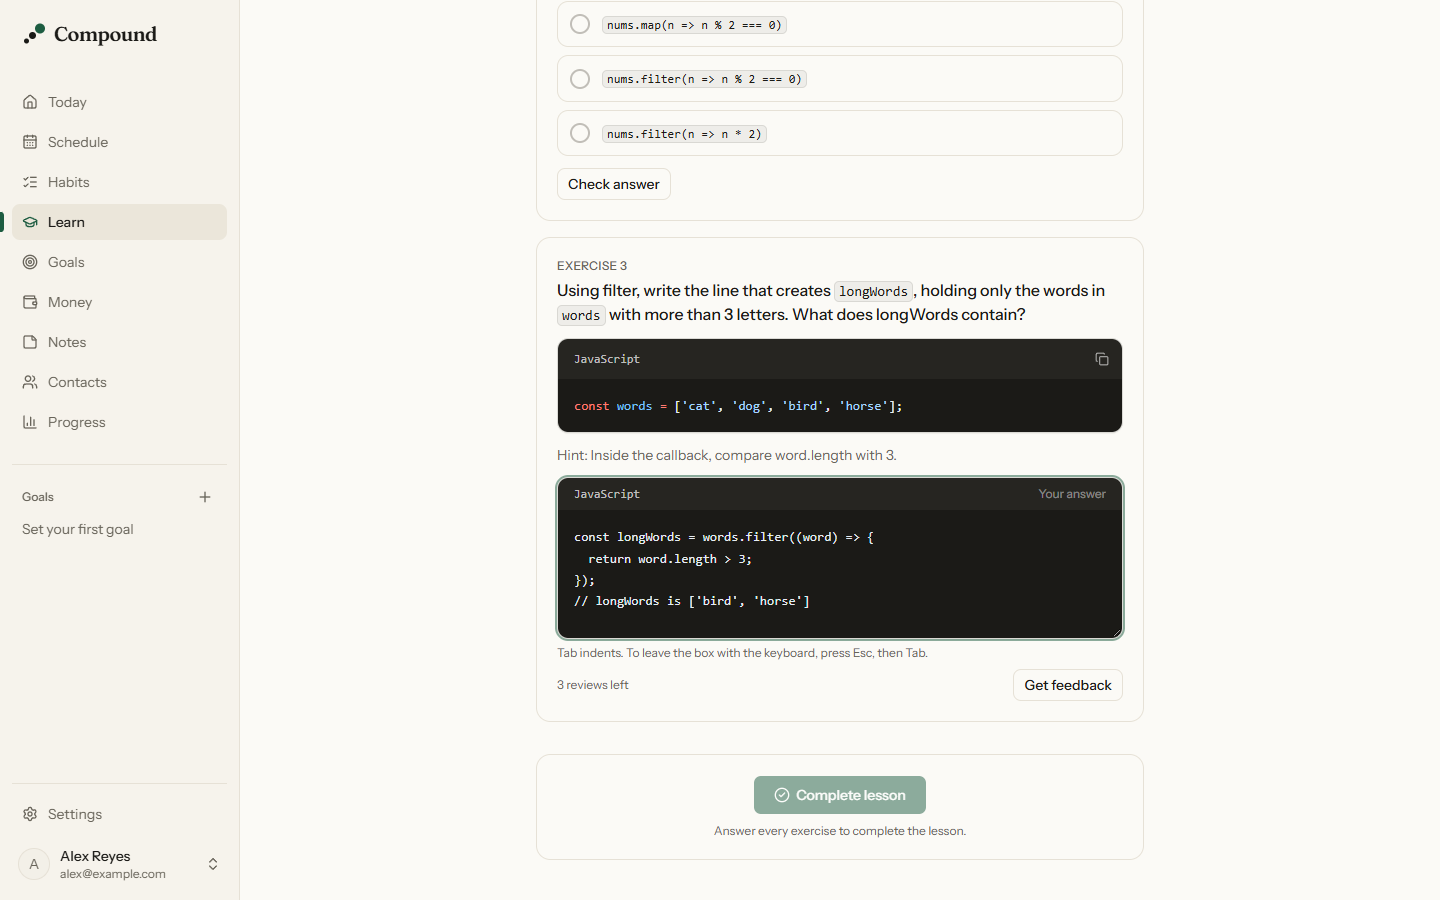 Compound
Today
Schedule
Habits
Learn
Goals
Money
Notes
Contacts
Progress
Goals
Set your first goal
Settings
A
Alex Reyes
alex@example.com
nums.map(n => n % 2 === 0)
nums.filter(n => n % 2 === 0)
nums.filter(n => n * 2)
Check answer
EXERCISE 3
Using filter, write the line that creates longWords, holding only the words in
words with more than 3 letters. What does longWords contain?
JavaScript
const words = ['cat', 'dog', 'bird', 'horse'];
Hint: Inside the callback, compare word.length with 3.
JavaScript Your answer
const longWords = words.filter((word) => {
  return word.length > 3;
});
// longWords is ['bird', 'horse']
Tab indents. To leave the box with the keyboard, press Esc, then Tab.
3 reviews left
Get feedback
Complete lesson
Answer every exercise to complete the lesson.